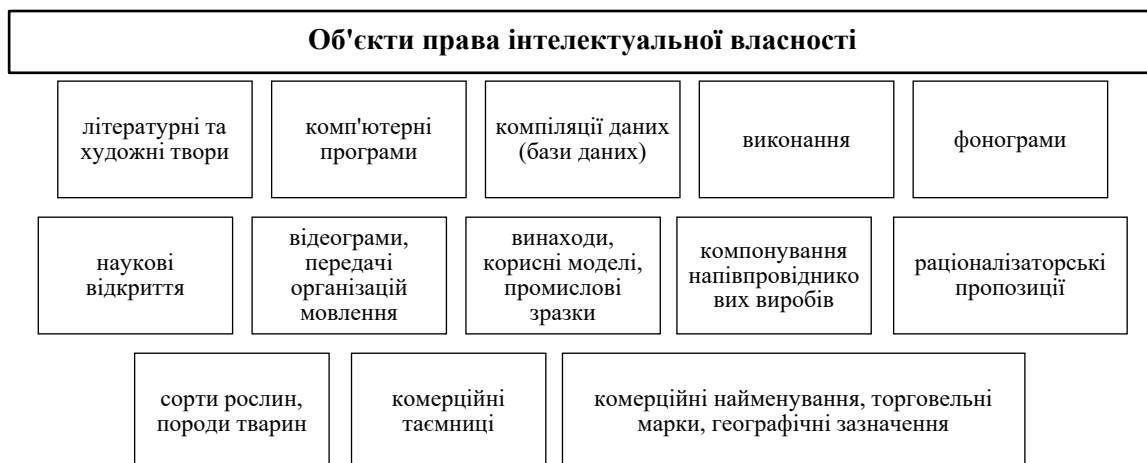 Об'єкти права інтелектуальної власності
літературні та
художні твори
комп'ютерні
програми
компіляції даних
(бази даних)
виконання
фонограми
наукові
відкриття
відеограми,
передачі
організацій
мовлення
винаходи,
корисні моделі,
промислові
зразки
компонування
напівпровіднико
вих виробів
раціоналізаторські
пропозиції
сорти рослин,
породи тварин
комерційні
таємниці
комерційні найменування, торговельні
марки, географічні зазначення